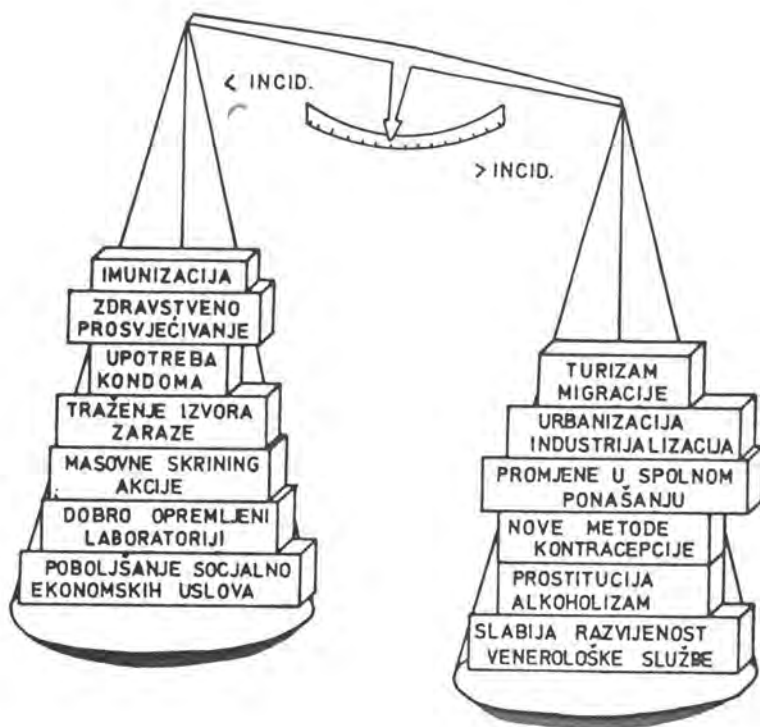 < INCID.
> INCID.
IMUNIZACIJA
ZDRAVSTVENO
PROSVJEĆIVANJE
UPOTREBA
KONDOMA
TRAŽENJE IZVORA
ZARAZE
MASOVNE SKRINING
AKCIJE
DOBRO OPREMLJENI
LABORATORIJI
POBOLJŠANJE SOCJALNO
EKONOMSKIH USLOVA
TURIZAM
MIGRACIJE
URBANIZACIJA
INDUSTRIJALIZACIJA
PROMJENE U SPOLNOM
PONAŠANJU
NOVE METODE
KONTRACEPCIJE
PROSTITUCIJA
ALKOHOLIZAM
SLABIJA RAZVIJENOST
VENEROLOŠKE SLUŽBE